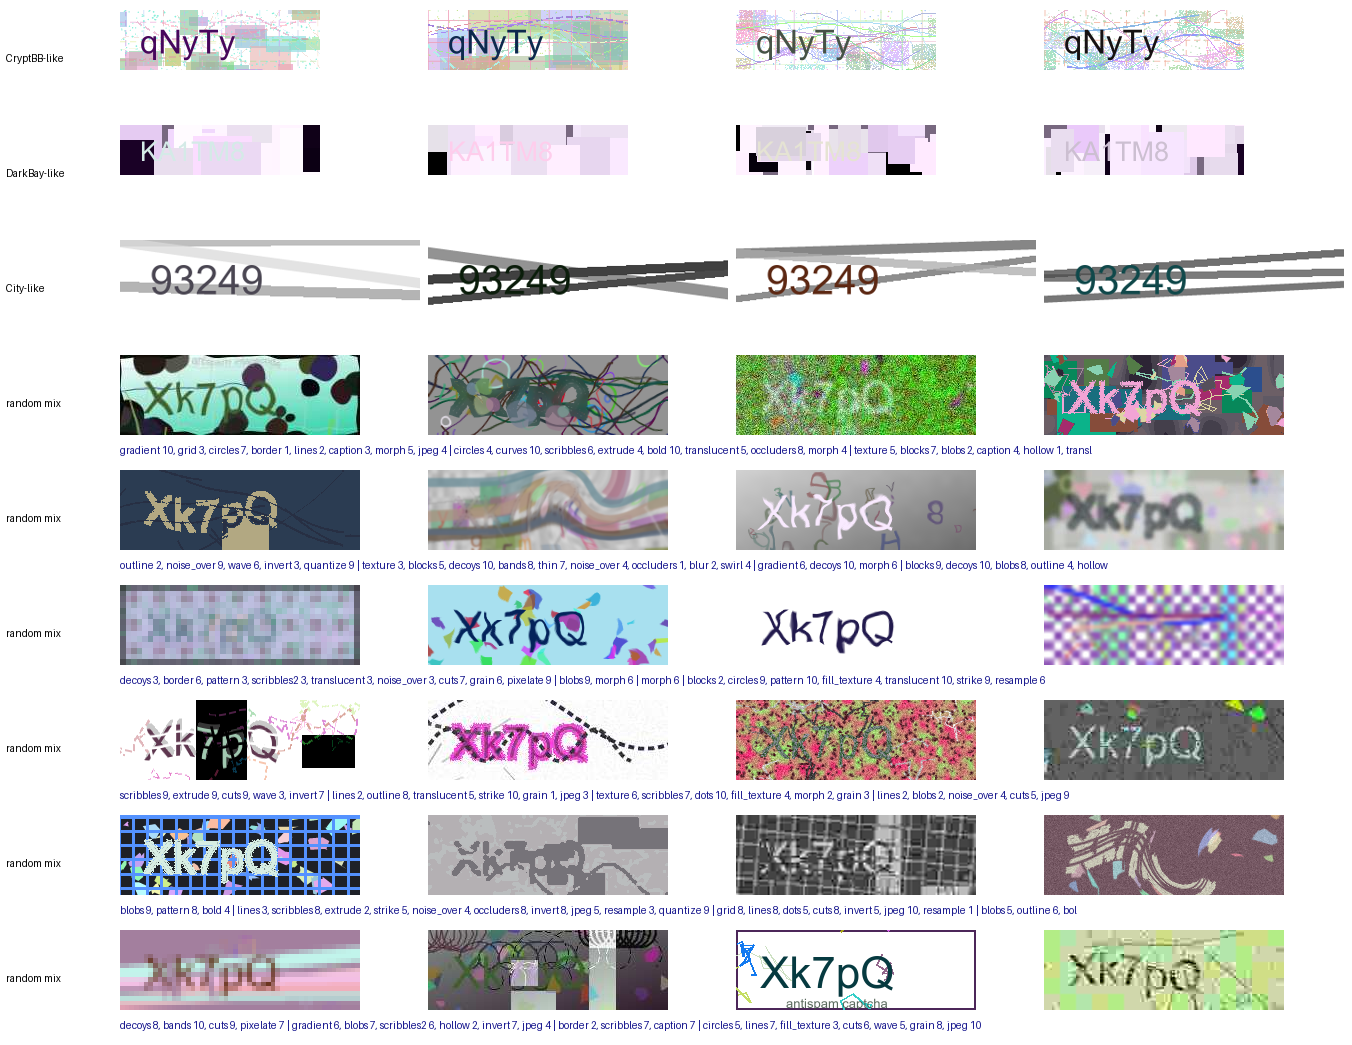 CryptBB-like qNyTy qNyTy qNyTy qNyTy
DarkBay-like KA1TM8 KA1TM8 KA1TM8 KA1TM8
City-like 93249 93249 93249 93249
random mix Xk7pQ Xk7pQ Xk7pQ Xk7pQ
gradient 10, grid 3, circles 7, border 1, lines 2, caption 3, morph 5, jpeg 4 | circles 4, curves 10, scribbles 6, extrude 4, bold 10, translucent 5, occluders 8, morph 4 | texture 5, blocks 7, blobs 2, caption 4, hollow 1, transl
random mix Xk7pQ Xk7pQ 8 Xk7pQ
outline 2, noise_over 9, wave 6, invert 3, quantize 9 | texture 3, blocks 5, decoys 10, bands 8, thin 7, noise_over 4, occluders 1, blur 2, swirl 4 | gradient 6, decoys 10, morph 6 | blocks 9, decoys 10, blobs 8, outline 4, hollow
random mix Xk7pQ Xk7pQ Xk7pQ
decoys 3, border 6, pattern 3, scribbles2 3, translucent 3, noise_over 3, cuts 7, grain 6, pixelate 9 | blobs 9, morph 6 | morph 6 | blocks 2, circles 9, pattern 10, fill_texture 4, translucent 10, strike 9, resample 6
random mix Xk7pQ Xk7pQ Xk7pQ Xk7pQ
scribbles 9, extrude 9, cuts 9, wave 3, invert 7 | lines 2, outline 8, translucent 5, strike 10, grain 1, jpeg 3 | texture 6, scribbles 7, dots 10, fill_texture 4, morph 2, grain 3 | lines 2, blobs 2, noise_over 4, cuts 5, jpeg 9
random mix Xk7pQ Xk7pQ Xk7pQ
blobs 9, pattern 8, bold 4 | lines 3, scribbles 8, extrude 2, strike 5, noise_over 4, occluders 8, invert 8, jpeg 5, resample 3, quantize 9 | grid 8, lines 8, dots 5, cuts 8, invert 5, jpeg 10, resample 1 | blobs 5, outline 6, bol
random mix Xk7pQ Xk7pQ Xk7pQ Xk7pQ
antispam captcha
decoys 8, bands 10, cuts 9, pixelate 7 | gradient 6, blobs 7, scribbles2 6, hollow 2, invert 7, jpeg 4 | border 2, scribbles 7, caption 7 | circles 5, lines 7, fill_texture 3, cuts 6, wave 5, grain 8, jpeg 10